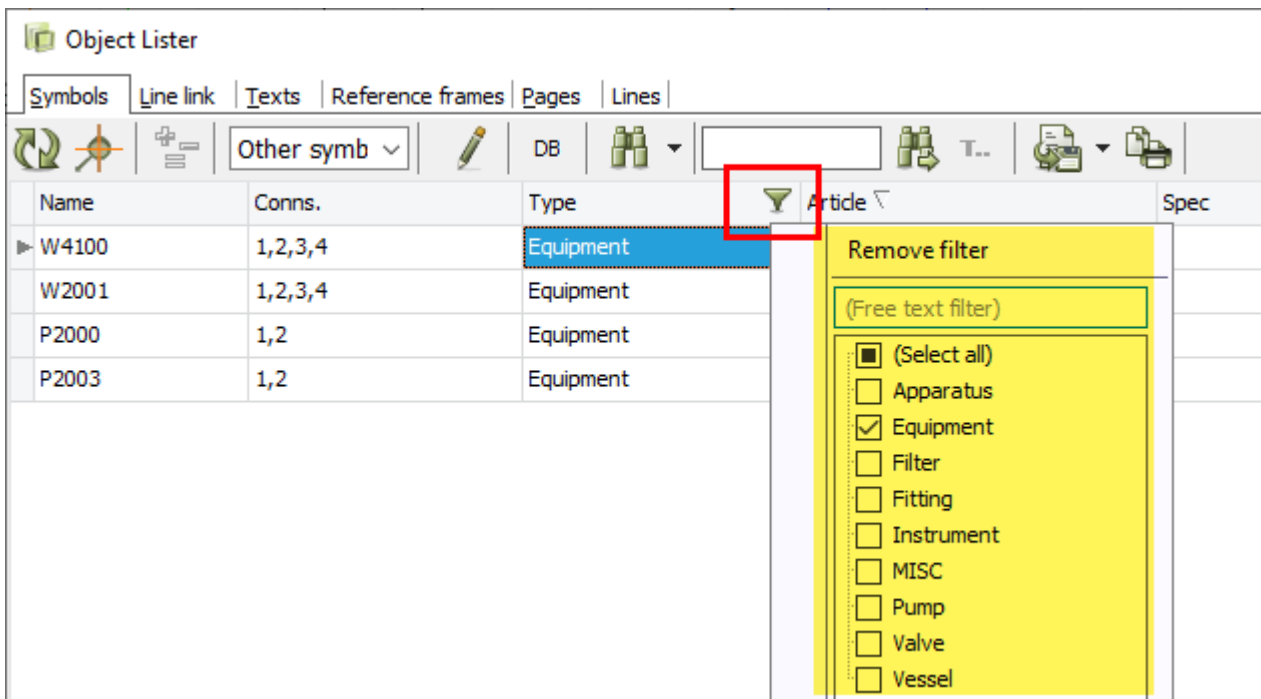 Object Lister
Symbols Line link Texts Reference frames Pages Lines
Other symb DB T..
Name Conns. Type Article Spec
W4100 1,2,3,4 Equipment
W2001 1,2,3,4 Equipment
P2000 1,2 Equipment
P2003 1,2 Equipment
Remove filter
(Free text filter)
(Select all)
Apparatus
Equipment
Filter
Fitting
Instrument
MISC
Pump
Valve
Vessel